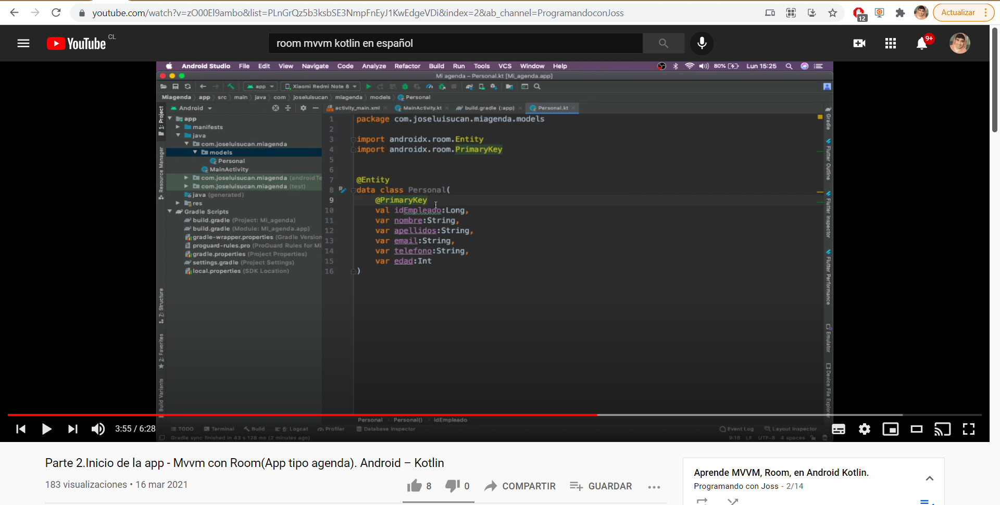 youtube.com/watch?v=zO00El9ambo&list=PLnGrQz5b3ksbSE3NmpFnEyJ1KwEdgeVDi&index=2&ab_channel=ProgramandoconJoss
12
Actualizar
YouTube CL
room mvvm kotlin en español
9+
Android Studio File Edit View Navigate Code Analyze Refactor Build Run Tools VCS Window Help
80% Lun 15:25
Mi agenda – Personal.kt [Mi_agenda.app]
app Xiaomi Redmi Note 8
Miagenda app src main java com joseluisucan miagenda models Personal
Android activity_main.xml MainActivity.kt build.gradle (:app) Personal.kt
1: Project
Resource Manager
Z: Structure
2: Favorites
Build Variants
app
manifests
java
com.joseluisucan.miagenda
models
Personal
MainActivity
com.joseluisucan.miagenda (androidTe
com.joseluisucan.miagenda (test)
java (generated)
res
Gradle Scripts
build.gradle (Project: Mi_agenda)
build.gradle (Module: Mi_agenda.app)
gradle-wrapper.properties (Gradle Version
proguard-rules.pro (ProGuard Rules for Mi
gradle.properties (Project Properties)
settings.gradle (Project Settings)
local.properties (SDK Location)
1 package com.joseluisucan.miagenda.models
2
3 import androidx.room.Entity
4 import androidx.room.PrimaryKey
5
6
7 @Entity
8 data class Personal(
9 @PrimaryKey
10 val idEmpleado:Long,
11 var nombre:String,
12 var apellidos:String,
13 var email:String,
14 var telefono:String,
15 var edad:Int
16 )
Gradle
Flutter Outline
Flutter Inspector
Flutter Performance
Emulator
Device File Explorer
Personal Personal() idEmpleado
3:55 / 6:28
TODO Terminal Build 6: Logcat Profiler Database Inspector Event Log Layout Inspector
Gradle sync finished in 43 s 128 ms (2 minutes ago) 9:16 LF UTF-8 4 spaces
Parte 2.Inicio de la app - Mvvm con Room(App tipo agenda). Android – Kotlin
183 visualizaciones • 16 mar 2021
8 0 COMPARTIR GUARDAR
Aprende MVVM, Room, en Android Kotlin.
Programando con Joss - 2/14